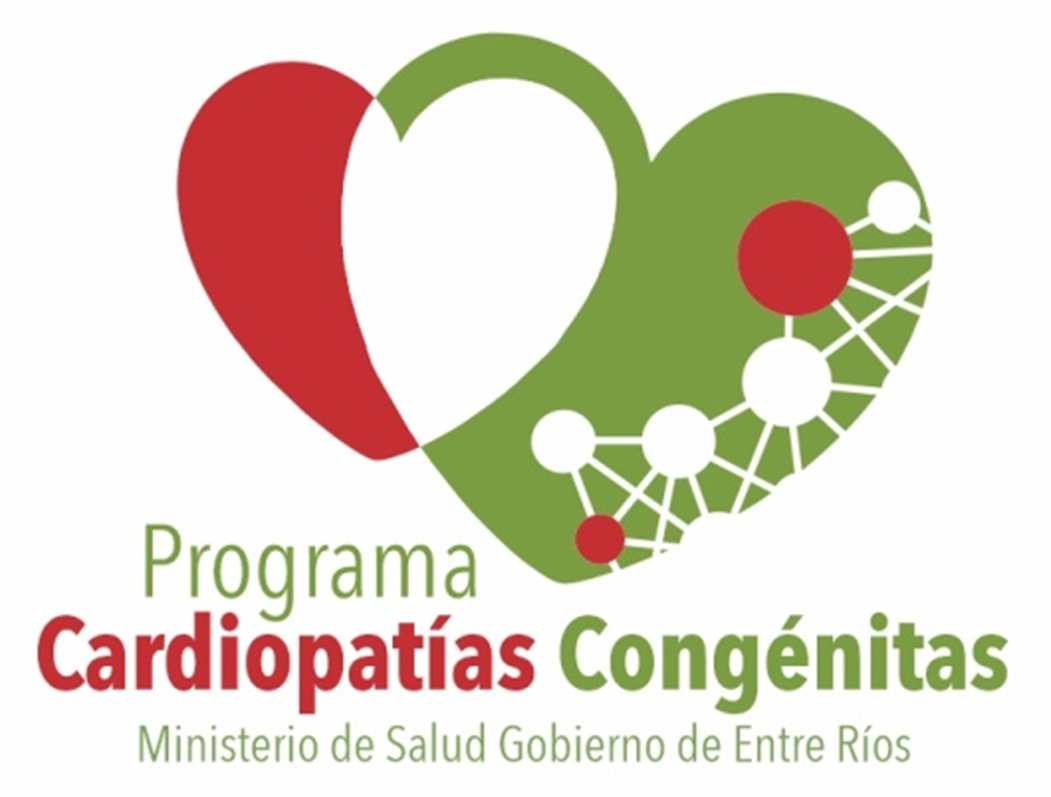 Programa
Cardiopatías Congénitas
Ministerio de Salud Gobierno de Entre Ríos